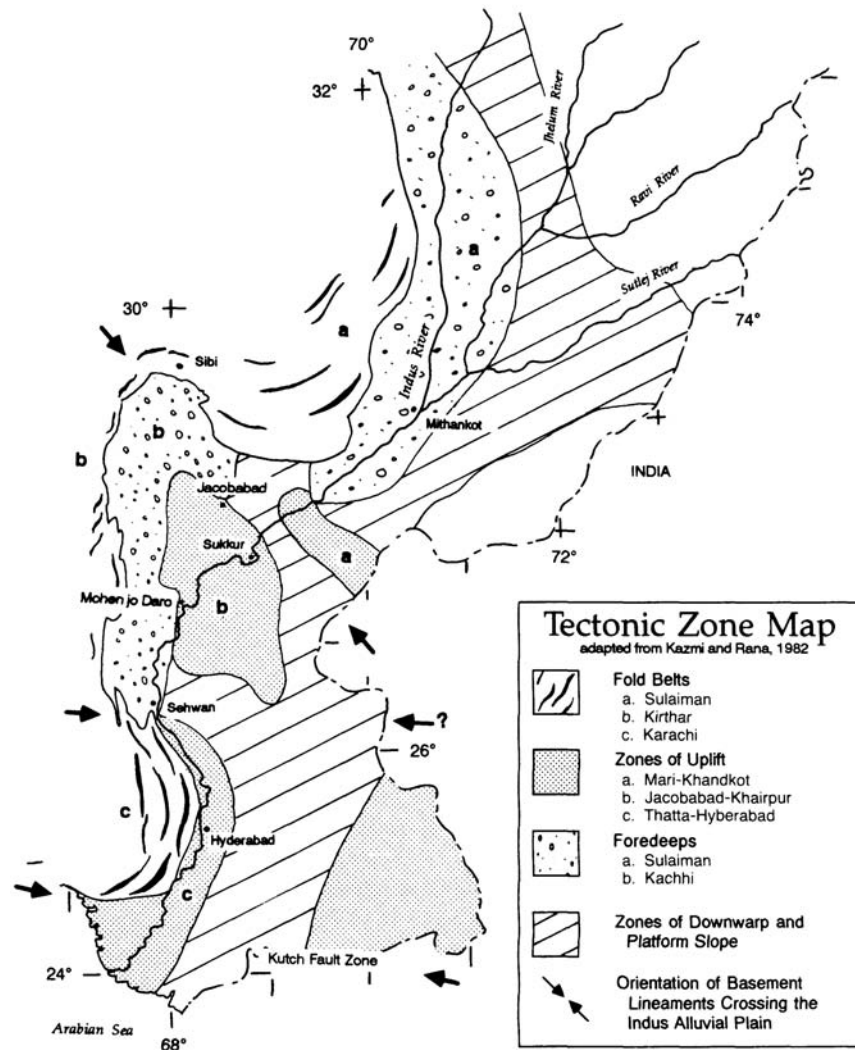 70°
32°
Jhelum River
Ravi River
a
Sutlej River
30°
a
74°
Sibi
Indus River
b
Mithankot
b
INDIA
Jacobabad
72°
Sukkur
a
Mohen jo Daro
b
Sehwan
?
26°
c
Hyderabad
c
Kutch Fault Zone
24°
Arabian Sea
68°
Tectonic Zone Map
adapted from Kazmi and Rana, 1982
Fold Belts
a. Sulaiman
b. Kirthar
c. Karachi
Zones of Uplift
a. Mari-Khandkot
b. Jacobabad-Khairpur
c. Thatta-Hyberabad
Foredeeps
a. Sulaiman
b. Kachhi
Zones of Downwarp and
Platform Slope
Orientation of Basement
Lineaments Crossing the
Indus Alluvial Plain